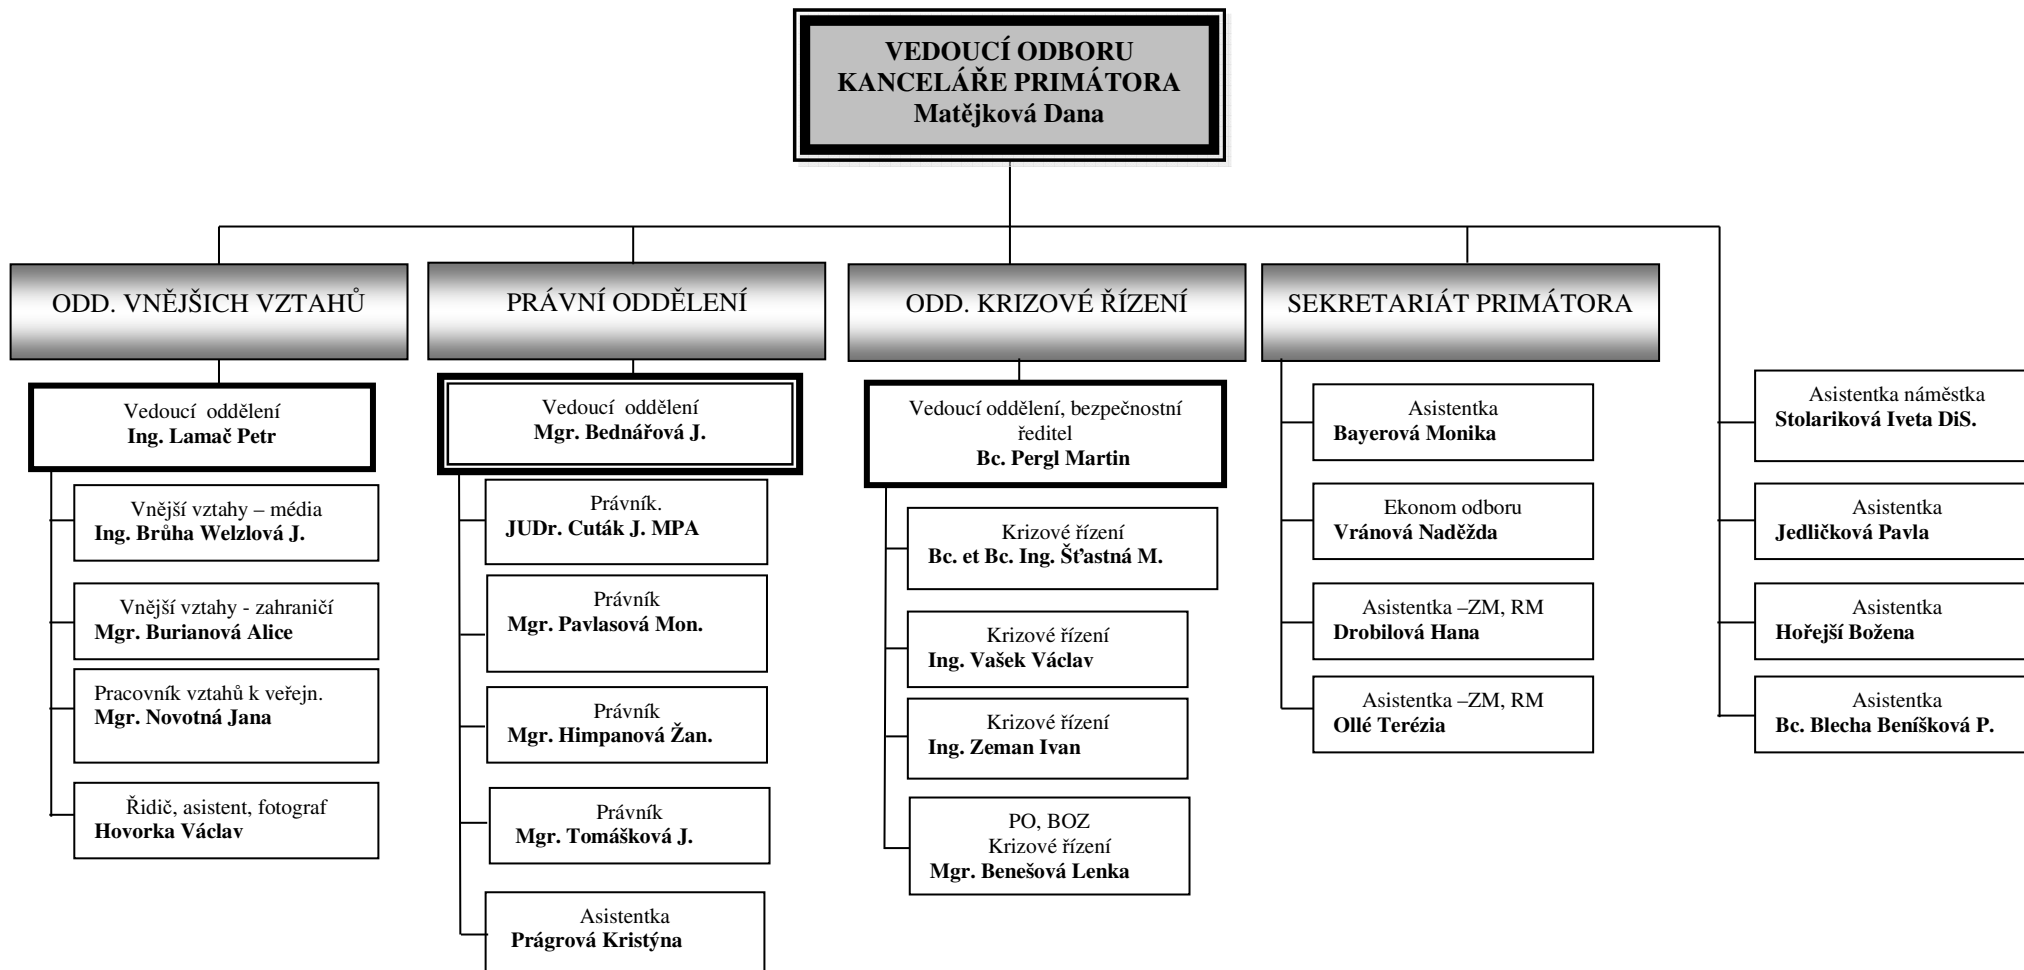 VEDOUCÍ ODBORU
KANCELÁŘE PRIMÁTORA
Matějková Dana
ODD. VNĚJŠICH VZTAHŮ
Vedoucí  oddělení
Ing. Lamač Petr
Vnější vztahy – média
Ing. Brůha Welzlová J.
Vnější vztahy - zahraničí
Mgr. Burianová Alice
Pracovník vztahů k veřejn.
Mgr. Novotná Jana
Řidič, asistent, fotograf
Hovorka Václav
PRÁVNÍ ODDĚLENÍ
Vedoucí  oddělení
Mgr. Bednářová J.
Právník.
JUDr. Cuták J. MPA
Právník
Mgr. Pavlasová Mon.
Právník
Mgr. Himpanová Žan.
Právník
Mgr. Tomášková J.
Asistentka
Prágrová Kristýna
ODD. KRIZOVÉ ŘÍZENÍ
Vedoucí oddělení, bezpečnostní
ředitel
Bc. Pergl Martin
Krizové řízení
Bc. et Bc. Ing. Šťastná M.
Krizové řízení
Ing. Vašek Václav
Krizové řízení
Ing. Zeman Ivan
PO, BOZ
Krizové řízení
Mgr. Benešová Lenka
SEKRETARIÁT PRIMÁTORA
Asistentka
Bayerová Monika
Ekonom odboru
Vránová Naděžda
Asistentka –ZM, RM
Drobilová Hana
Asistentka –ZM, RM
Ollé Terézia
Asistentka náměstka
Stolariková Iveta DiS.
Asistentka
Jedličková Pavla
Asistentka
Hořejší Božena
Asistentka
Bc. Blecha Beníšková P.